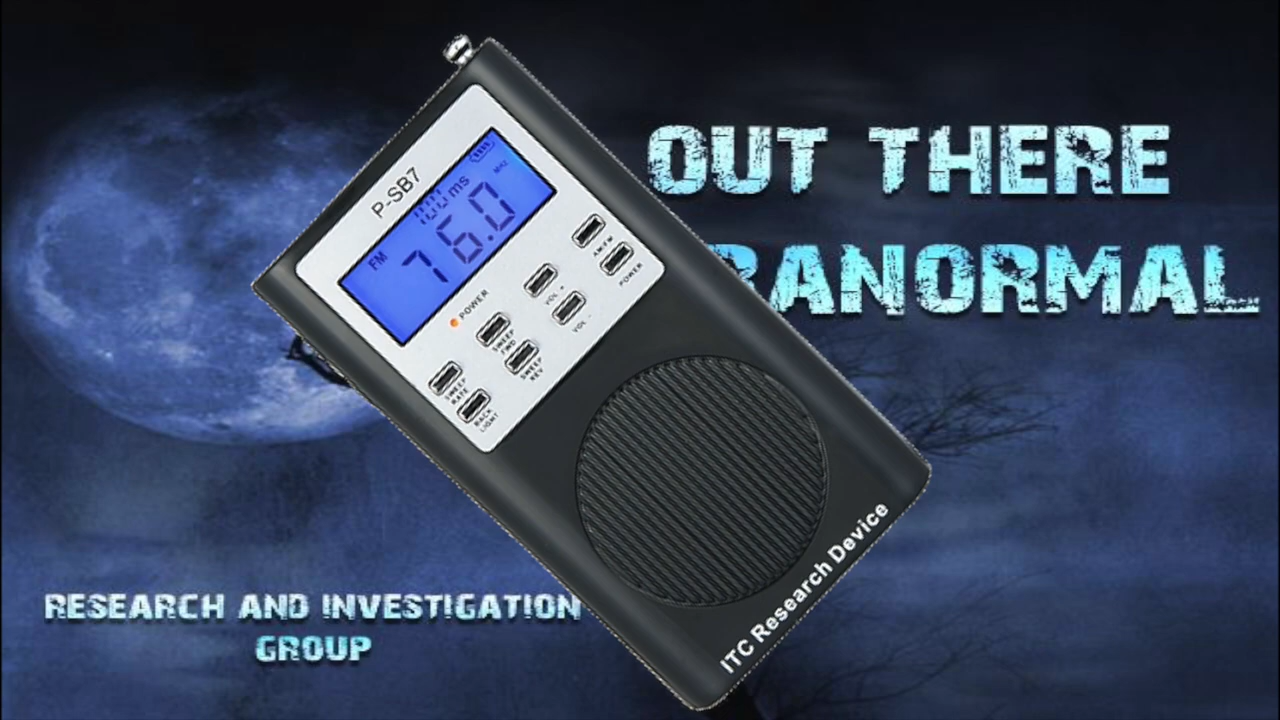 OUT THERE
RANORMAL
P-SB7
100 ms
MHZ
FM
76.0
POWER
AM/FM
POWER
VOL +
VOL -
SWEEP FWD
SWEEP REV
SWEEP RATE
BACK LIGHT
ITC Research Device
RESEARCH AND INVESTIGATION
GROUP